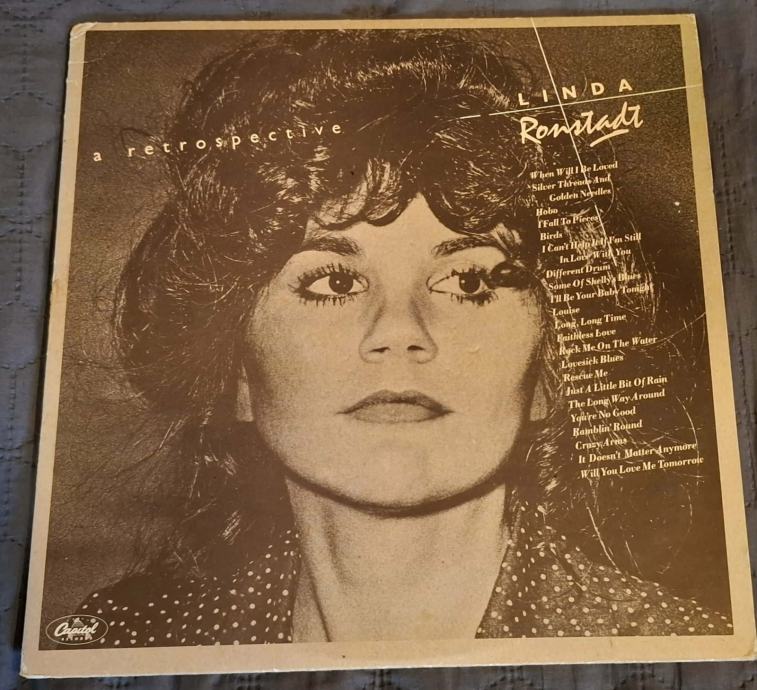 LINDA
Ronstadt
a retrospective
When Will I Be Loved
Silver Threads And
Golden Needles
Hobo
I Fall To Pieces
Birds
I Can't Help It If I'm Still
In Love With You
Different Drum
Some Of Shelly's Blues
I'll Be Your Baby Tonight
Louise
Long, Long Time
Faithless Love
Rock Me On The Water
Lovesick Blues
Rescue Me
Just A Little Bit Of Rain
The Long Way Around
You're No Good
Ramblin' Round
Crazy Arms
It Doesn't Matter Anymore
Will You Love Me Tomorrow
Capitol
RECORDS